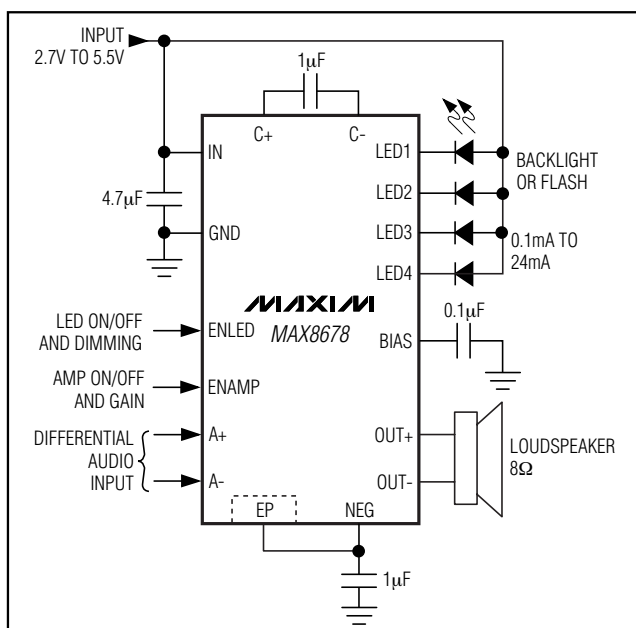 INPUT
2.7V TO 5.5V
1µF
C+
C-
IN
LED1
BACKLIGHT
OR FLASH
LED2
4.7µF
GND
LED3
0.1mA TO
24mA
LED4
MAXIM
MAX8678
0.1µF
LED ON/OFF
AND DIMMING
ENLED
BIAS
AMP ON/OFF
AND GAIN
ENAMP
DIFFERENTIAL
AUDIO
INPUT
A+
A-
OUT+
OUT-
LOUDSPEAKER
8Ω
EP
NEG
1µF